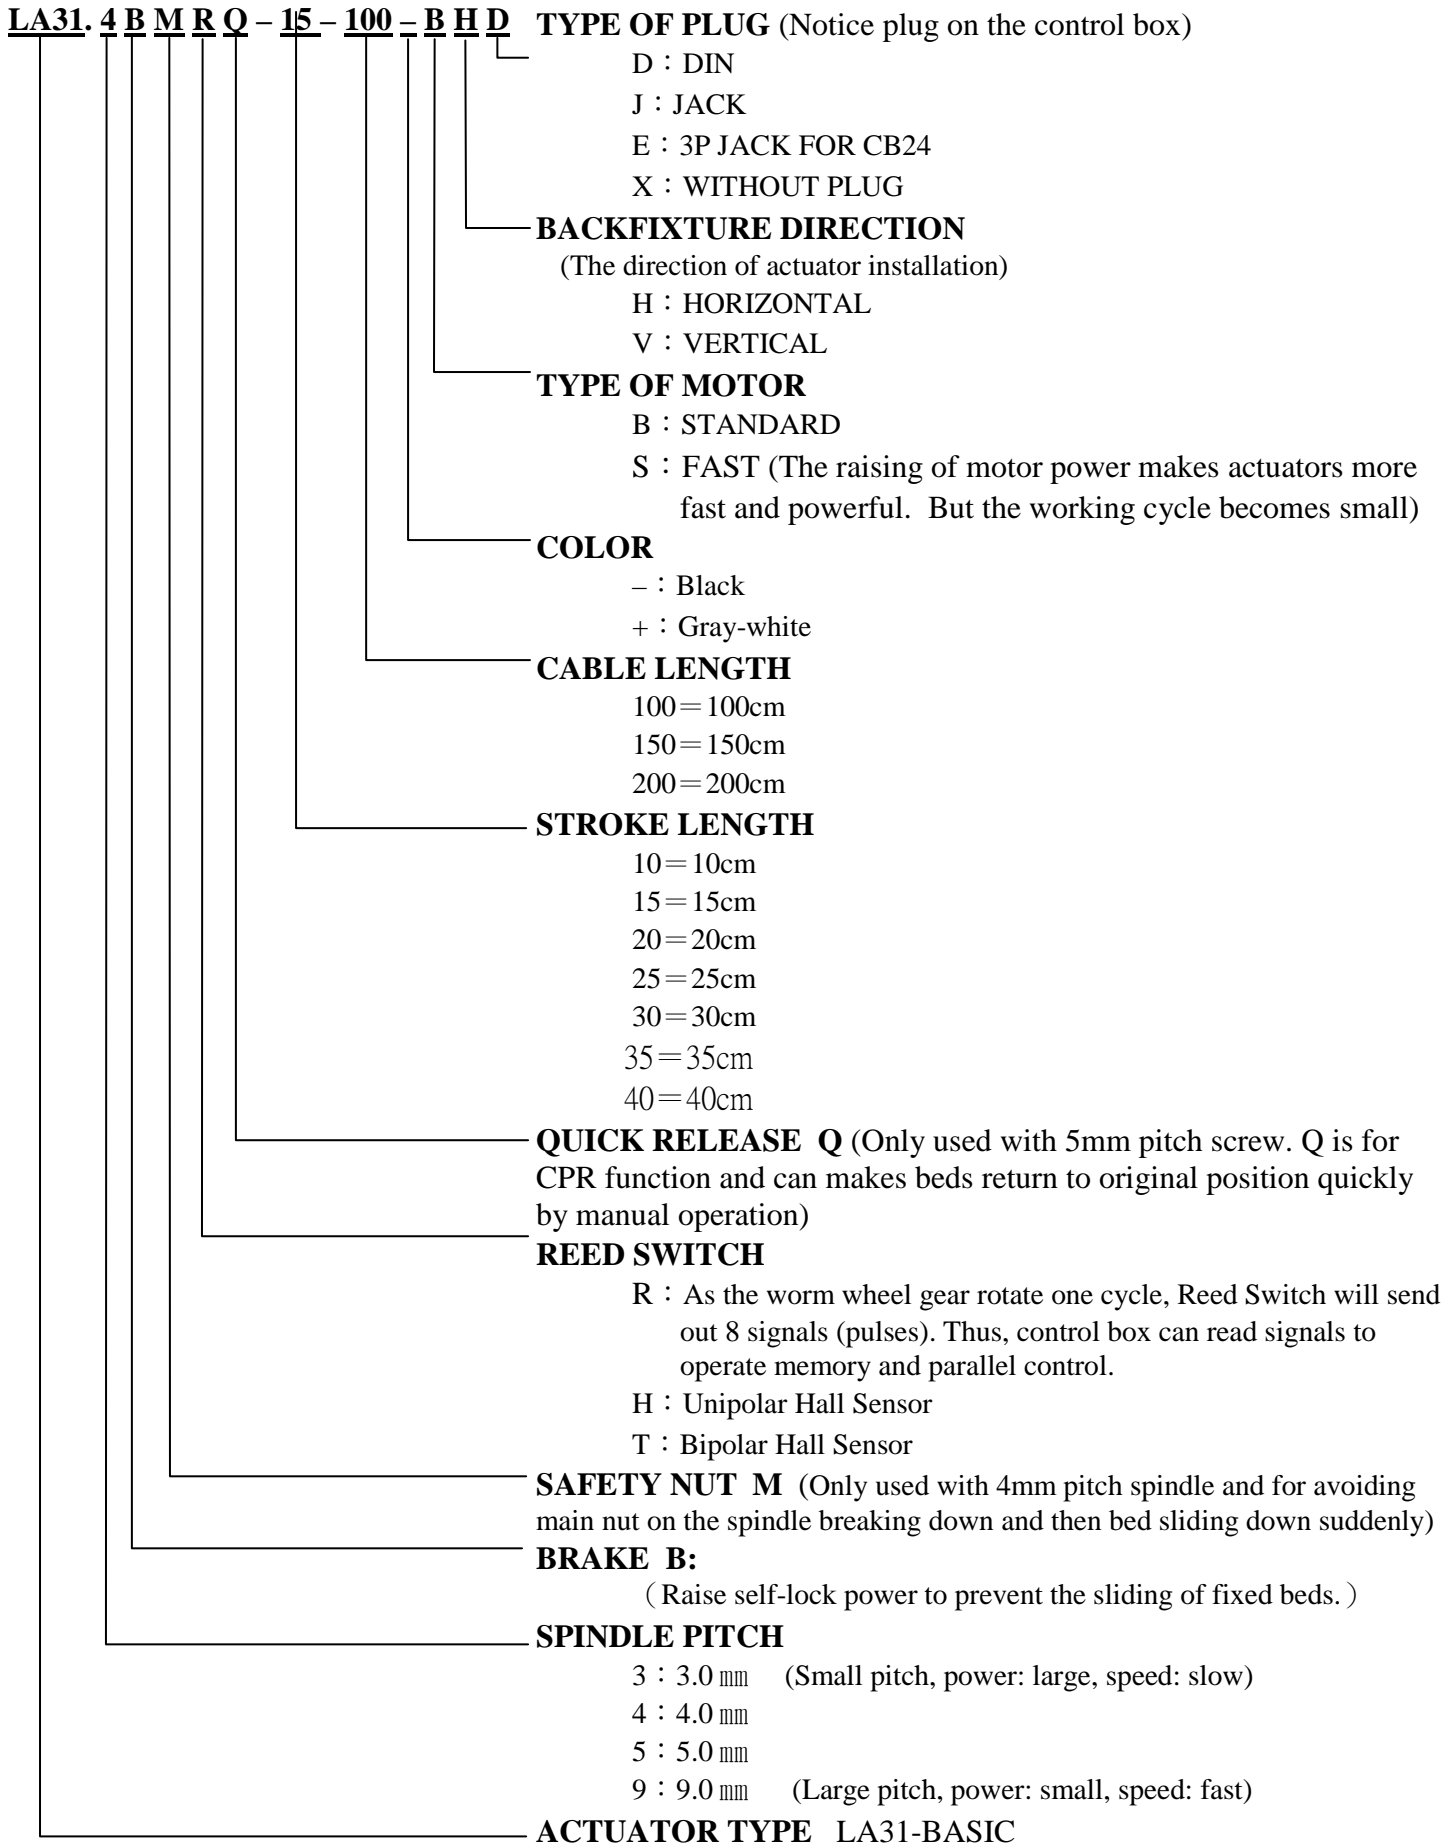 LA31. 4 B M R Q – 15 – 100 – B H D TYPE OF PLUG (Notice plug on the control box)
D：DIN
J：JACK
E：3P JACK FOR CB24
X：WITHOUT PLUG
BACKFIXTURE DIRECTION
(The direction of actuator installation)
H：HORIZONTAL
V：VERTICAL
TYPE OF MOTOR
B：STANDARD
S：FAST (The raising of motor power makes actuators more
fast and powerful. But the working cycle becomes small)
COLOR
–：Black
+：Gray-white
CABLE LENGTH
100＝100cm
150＝150cm
200＝200cm
STROKE LENGTH
10＝10cm
15＝15cm
20＝20cm
25＝25cm
30＝30cm
35＝35cm
40＝40cm
QUICK RELEASE Q (Only used with 5mm pitch screw. Q is for
CPR function and can makes beds return to original position quickly
by manual operation)
REED SWITCH
R：As the worm wheel gear rotate one cycle, Reed Switch will send
out 8 signals (pulses). Thus, control box can read signals to
operate memory and parallel control.
H：Unipolar Hall Sensor
T：Bipolar Hall Sensor
SAFETY NUT M (Only used with 4mm pitch spindle and for avoiding
main nut on the spindle breaking down and then bed sliding down suddenly)
BRAKE B:
（Raise self-lock power to prevent the sliding of fixed beds.）
SPINDLE PITCH
3：3.0㎜ (Small pitch, power: large, speed: slow)
4：4.0㎜
5：5.0㎜
9：9.0㎜ (Large pitch, power: small, speed: fast)
ACTUATOR TYPE LA31-BASIC